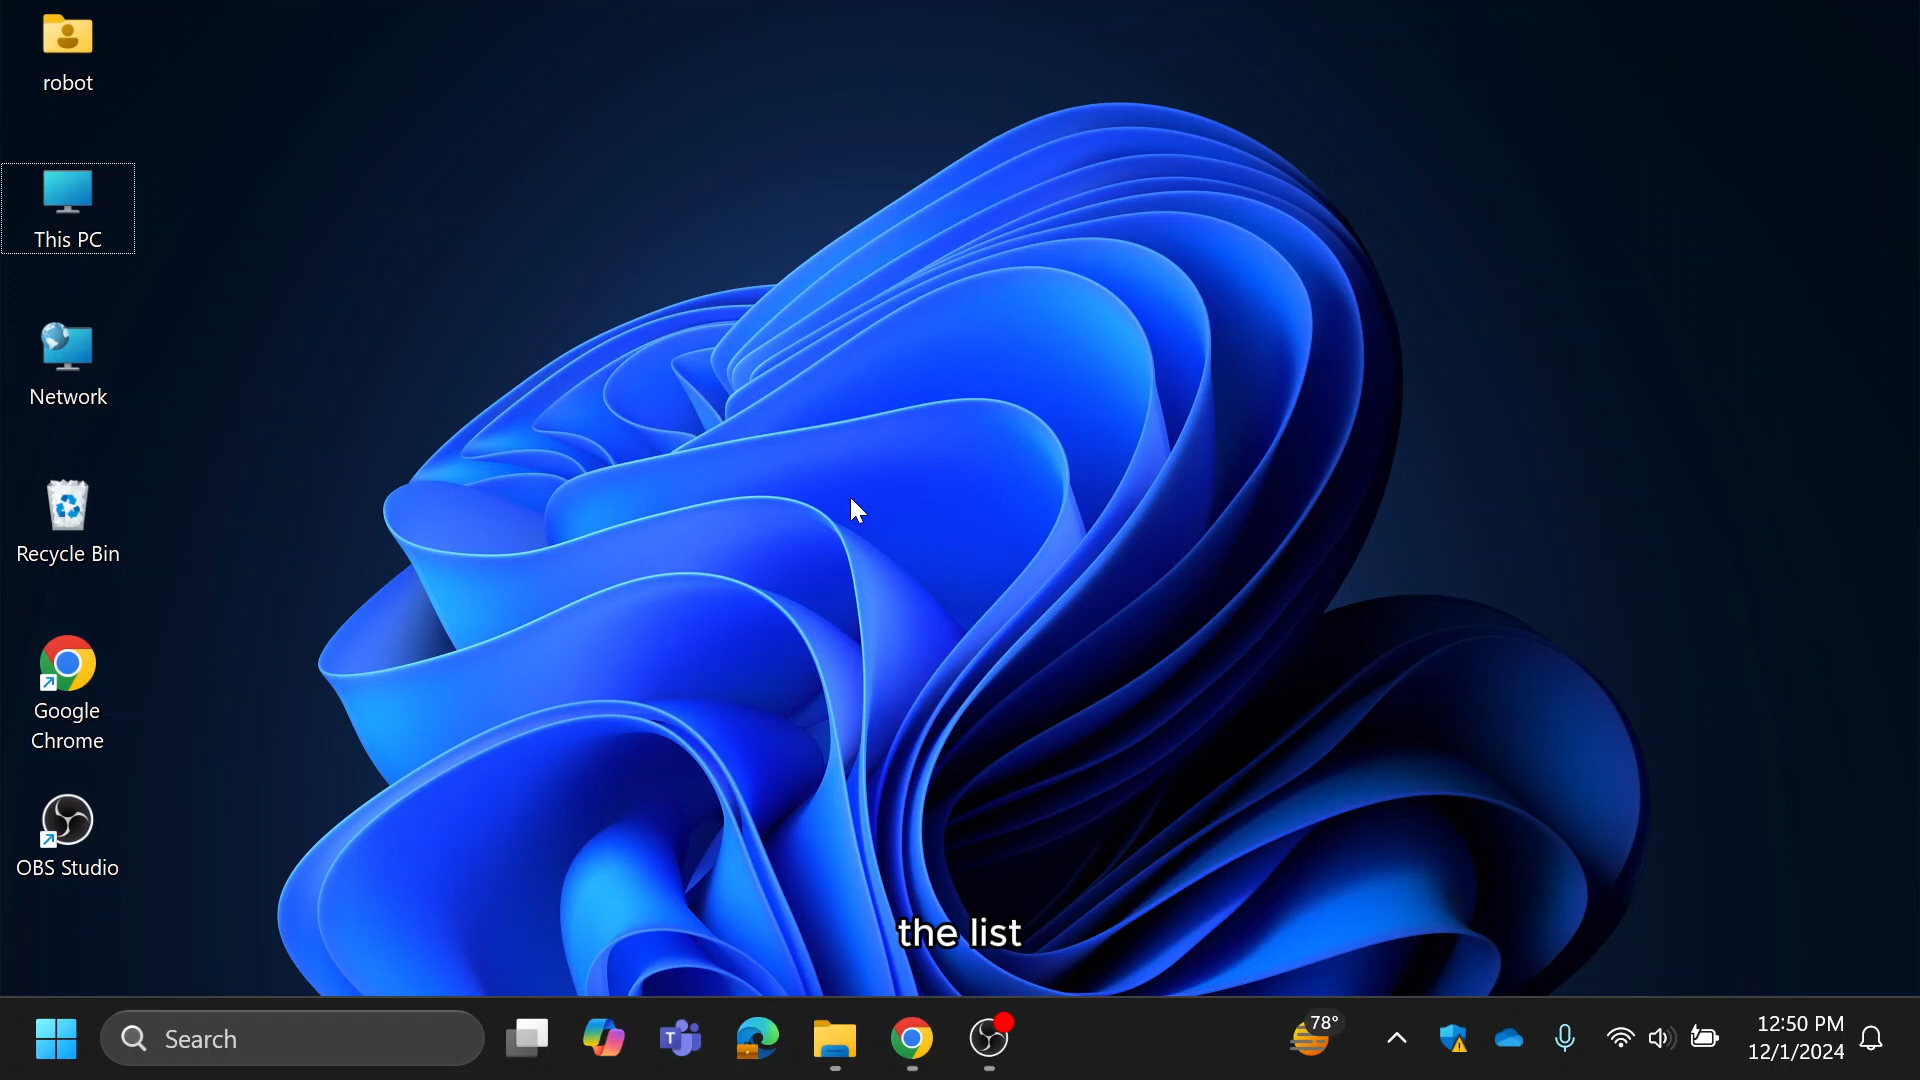 robot
This PC
Network
Recycle Bin
Google
Chrome
OBS Studio
the list
Search
78°
12:50 PM
12/1/2024